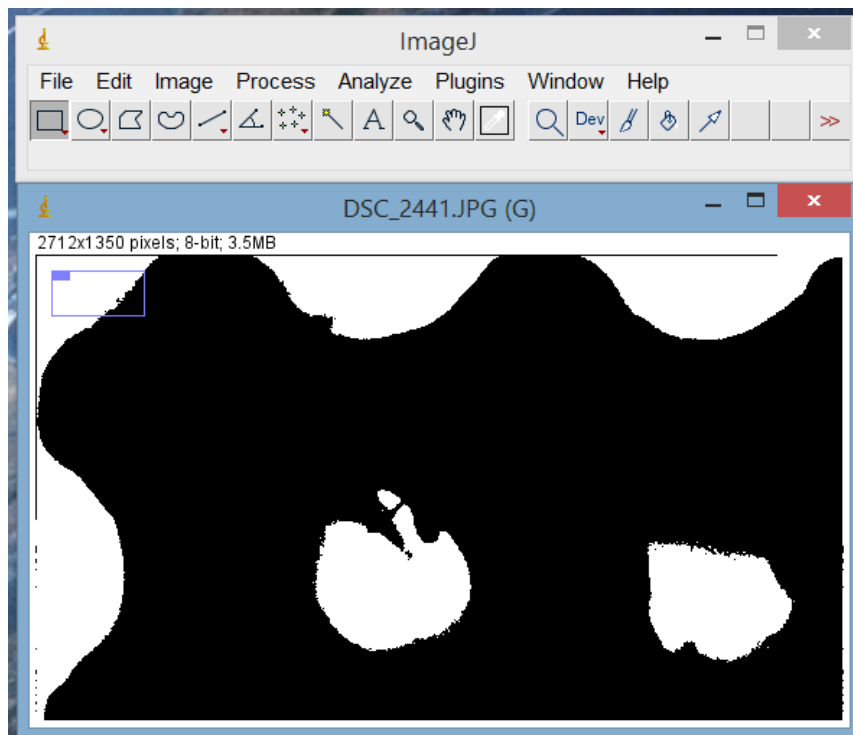 ImageJ
File Edit Image Process Analyze Plugins Window Help
A Dev >>
DSC_2441.JPG (G)
2712x1350 pixels; 8-bit; 3.5MB